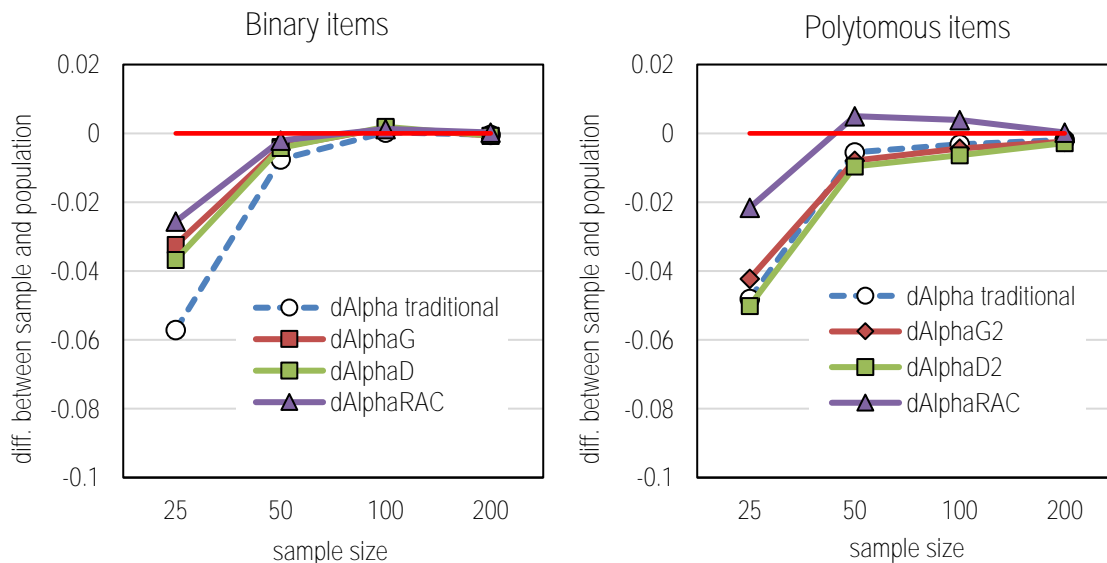 Binary items
0.02
0
-0.02
-0.04
-0.06
-0.08
-0.1
diff. between sample and population
dAlpha traditional
dAlphaG
dAlphaD
dAlphaRAC
25 50 100 200
sample size
Polytomous items
0.02
0
-0.02
-0.04
-0.06
-0.08
-0.1
diff. between sample and population
dAlpha traditional
dAlphaG2
dAlphaD2
dAlphaRAC
25 50 100 200
sample size